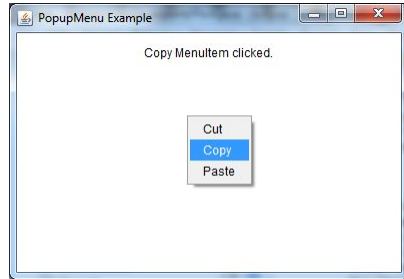 PopupMenu Example
Copy MenuItem clicked.
Cut
Copy
Paste